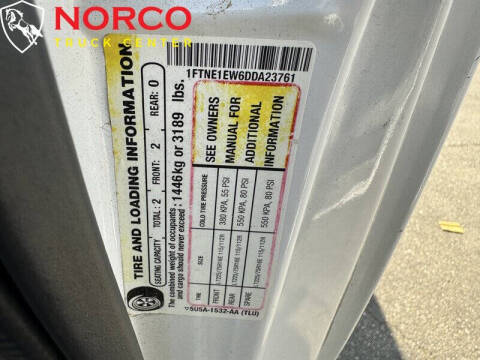 NORCO
TRUCK CENTER
1FTNE1EW6DDA23761
TIRE AND LOADING INFORMATION
SEATING CAPACITY TOTAL: 2 FRONT: 2 REAR: 0
The combined weight of occupants
and cargo should never exceed : 1446kg or 3189 lbs.
TIRE SIZE COLD TIRE PRESSURE
FRONT 380 KPA, 55 PSI
REAR 550 KPA, 80 PSI
SPARE 550 KPA, 80 PSI
SEE OWNERS
MANUAL FOR
ADDITIONAL
INFORMATION
5U5A-1532-AA (TLU)